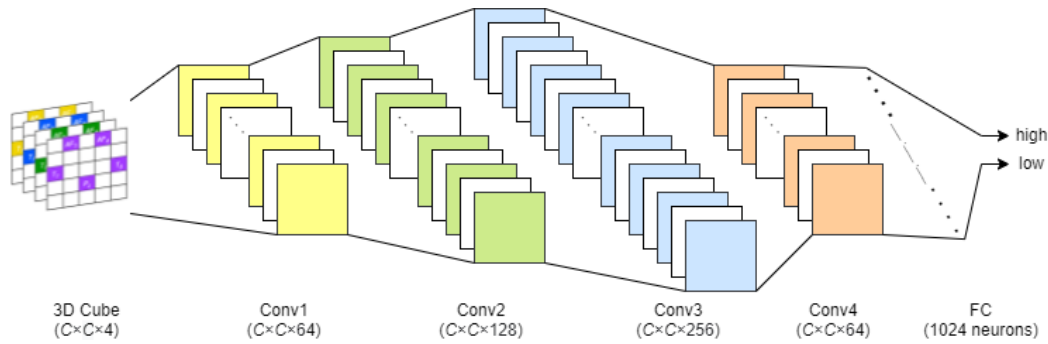 high
low
3D Cube
(C×C×4)
Conv1
(C×C×64)
Conv2
(C×C×128)
Conv3
(C×C×256)
Conv4
(C×C×64)
FC
(1024 neurons)